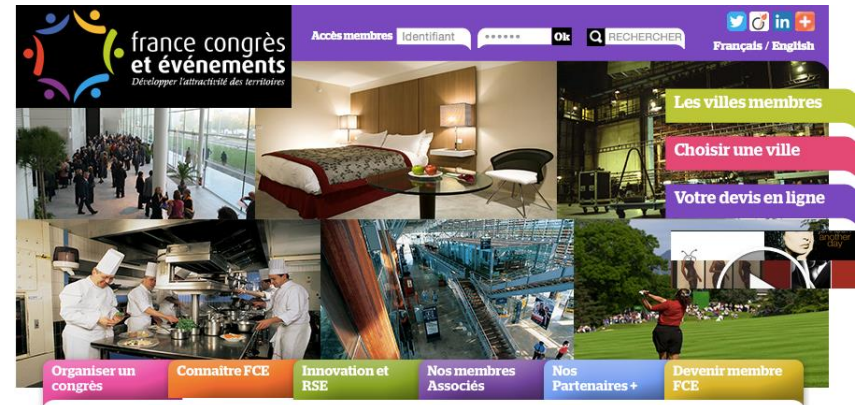 france congrès
et événements
Développer l'attractivité des territoires
Accès membres
Identifiant
••••••
Ok
RECHERCHER
Français / English
Les villes membres
Choisir une ville
Votre devis en ligne
another
day
Organiser un
congrès
Connaître FCE
Innovation et
RSE
Nos membres
Associés
Nos
Partenaires +
Devenir membre
FCE